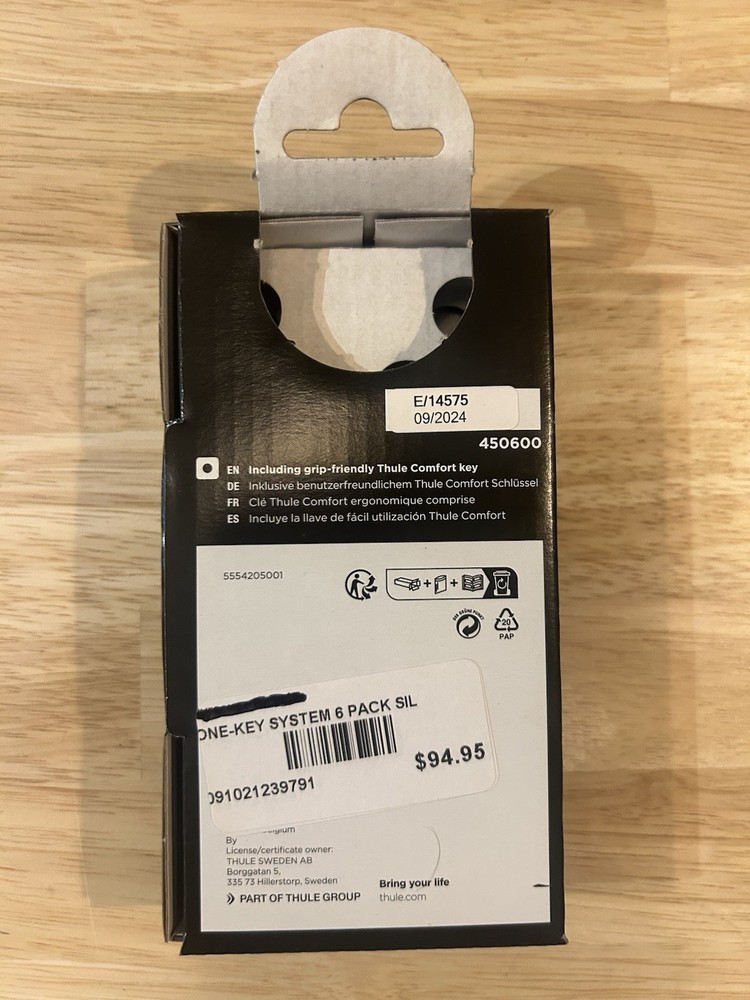 E/14575
09/2024
450600
EN Including grip-friendly Thule Comfort key
DE Inklusive benutzerfreundlichem Thule Comfort Schlüssel
FR Clé Thule Comfort ergonomique comprise
ES Incluye la llave de fácil utilización Thule Comfort
5554205001
DER GRÜNE PUNKT
20
PAP
ONE-KEY SYSTEM 6 PACK SIL
$94.95
091021239791
By
License/certificate owner:
THULE SWEDEN AB
Borggatan 5,
335 73 Hillerstorp, Sweden
PART OF THULE GROUP
Bring your life
thule.com